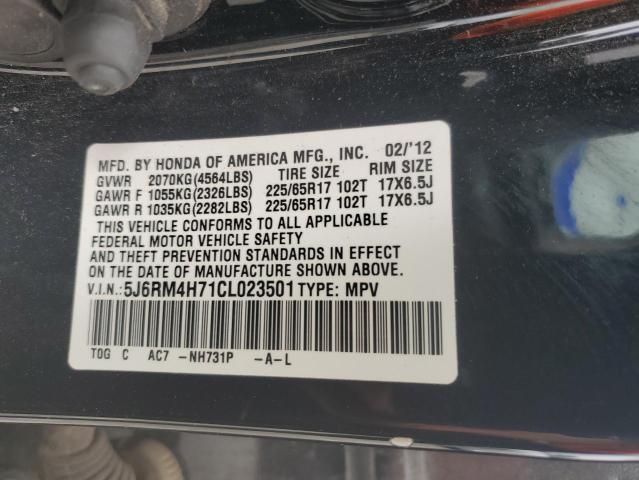 MFD. BY HONDA OF AMERICA MFG., INC. 02/'12
GVWR 2070KG(4564LBS) TIRE SIZE RIM SIZE
GAWR F 1055KG(2326LBS) 225/65R17 102T 17X6.5J
GAWR R 1035KG(2282LBS) 225/65R17 102T 17X6.5J
THIS VEHICLE CONFORMS TO ALL APPLICABLE
FEDERAL MOTOR VEHICLE SAFETY
AND THEFT PREVENTION STANDARDS IN EFFECT
ON THE DATE OF MANUFACTURE SHOWN ABOVE.
V.I.N.: 5J6RM4H71CL023501 TYPE: MPV
T0G C AC7 -NH731P -A-L